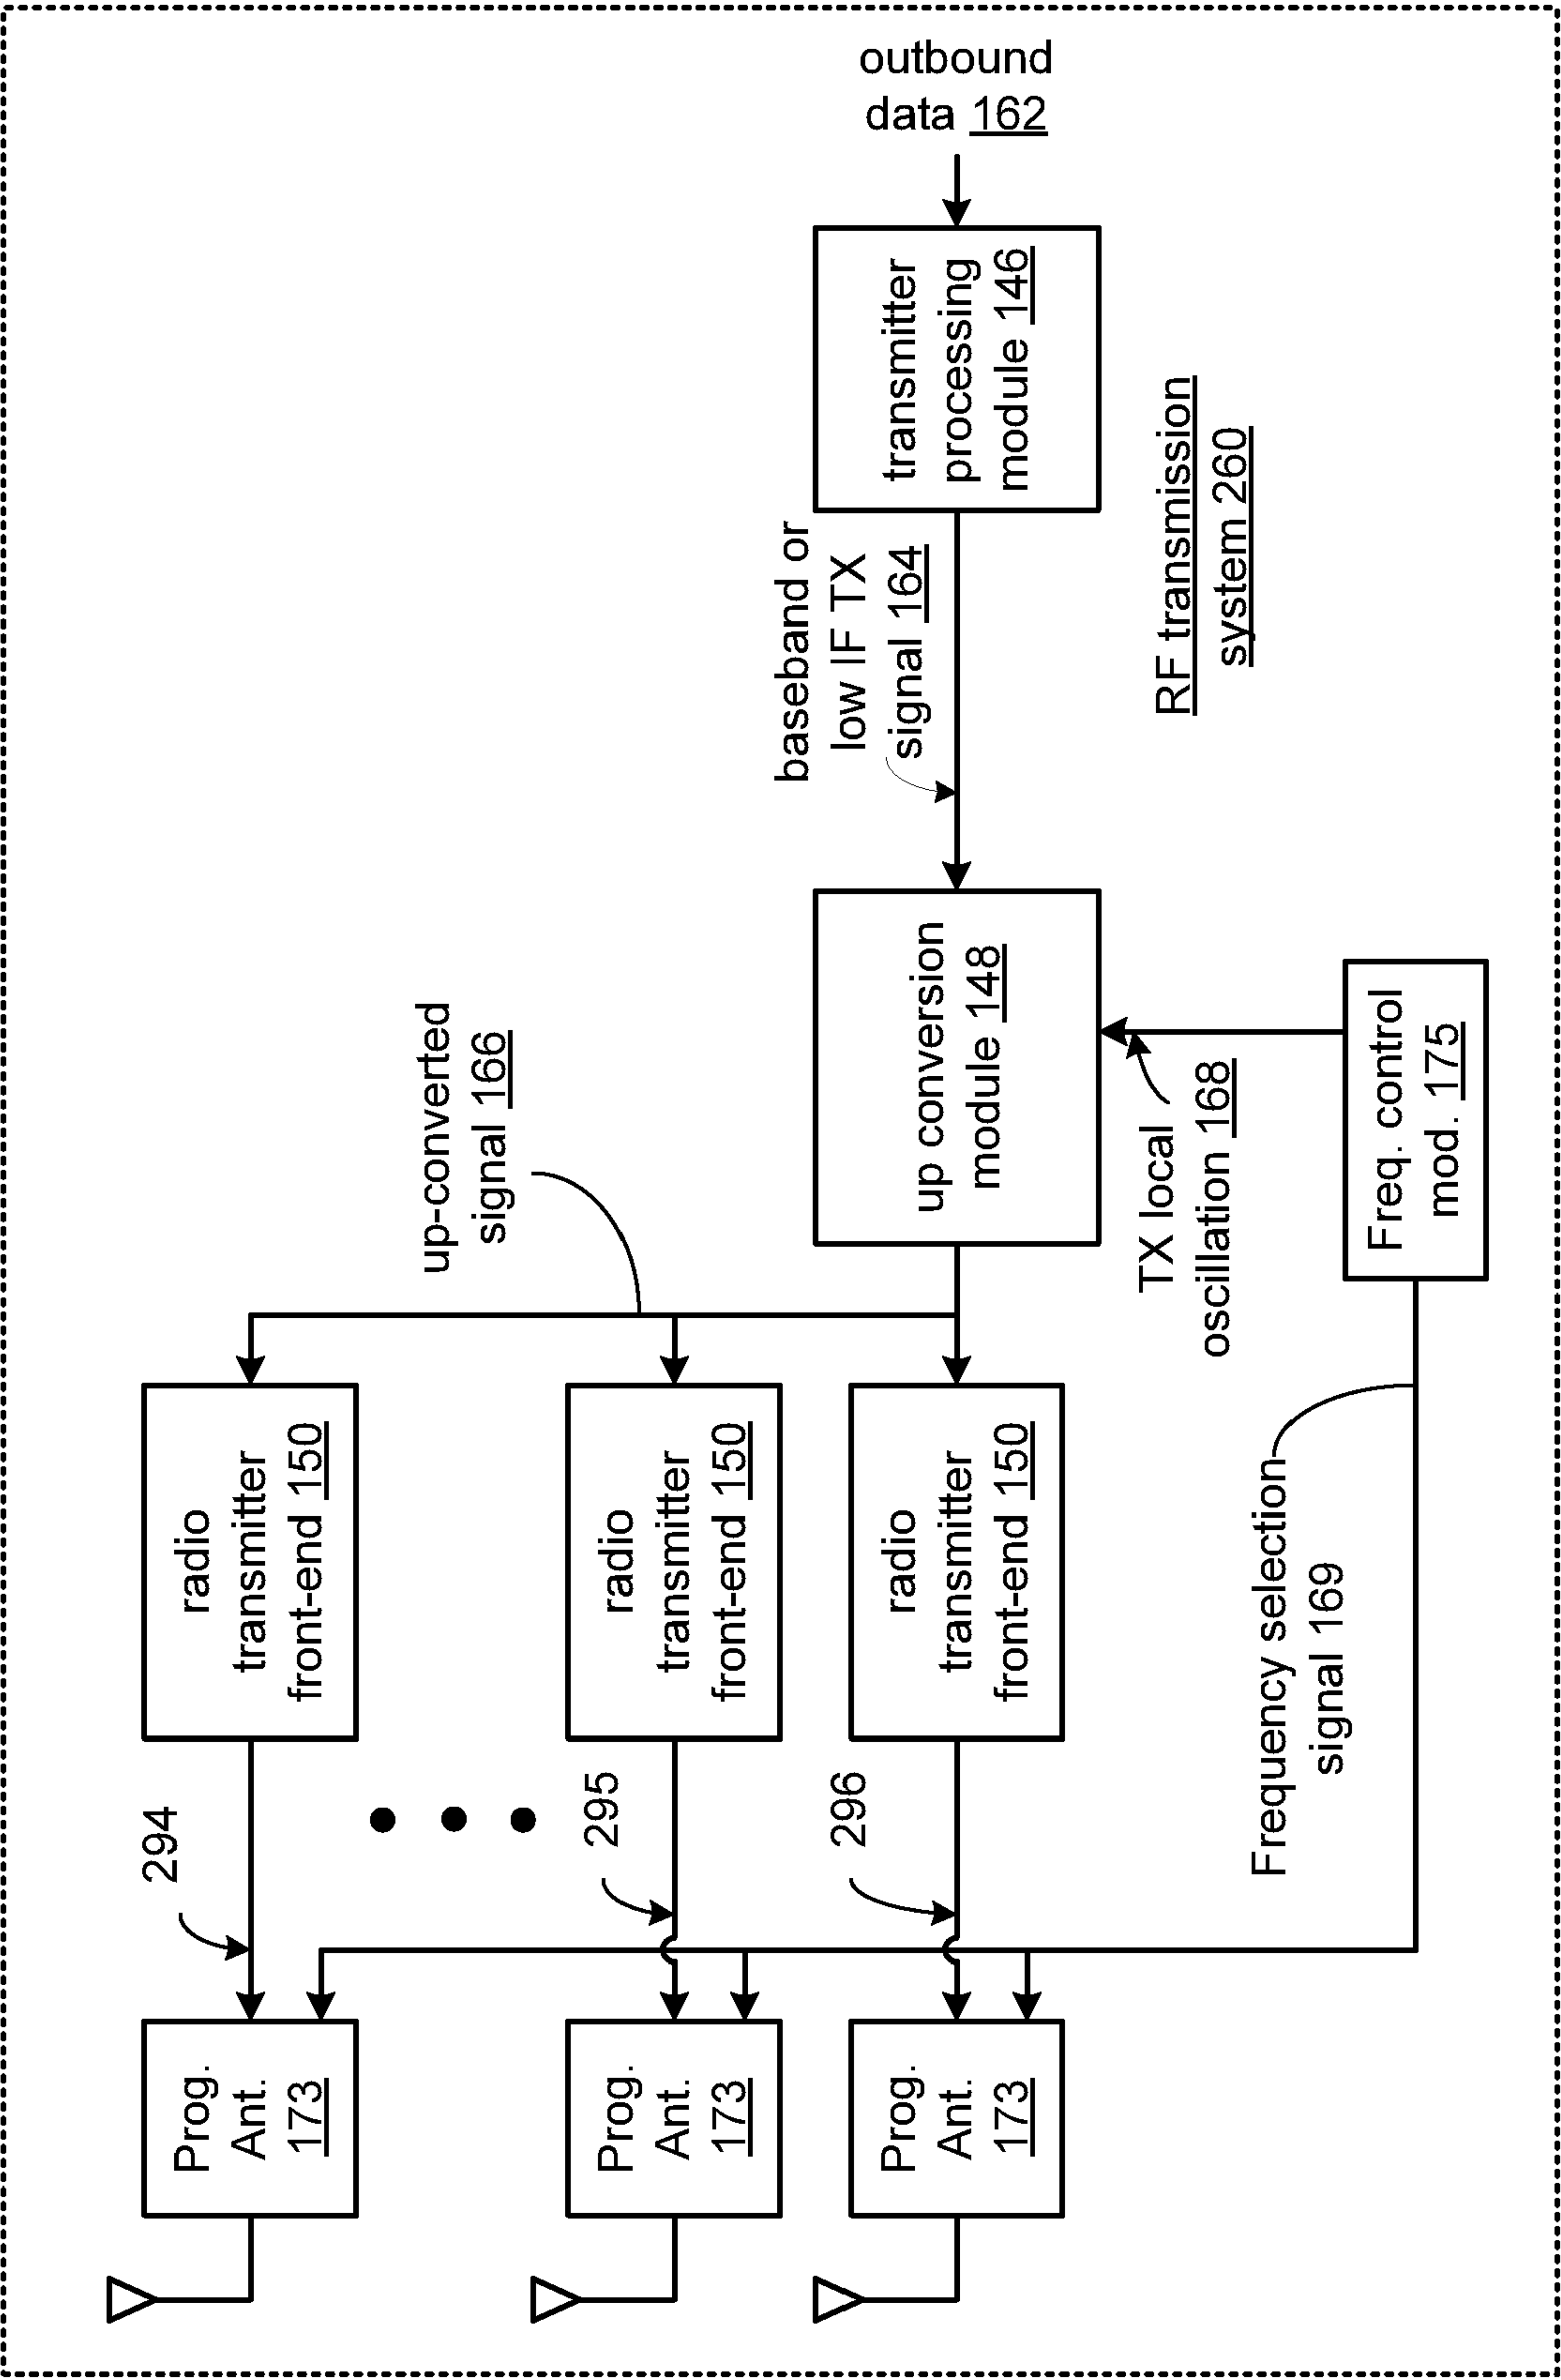 outbound
data 162
transmitter
processing
module 146
baseband or
low IF TX
signal 164
RF transmission
system 260
up conversion
module 148
up-converted
signal 166
TX local
oscillation 168
Freq. control
mod. 175
radio
transmitter
front-end 150
radio
transmitter
front-end 150
radio
transmitter
front-end 150
Frequency selection
signal 169
294
295
296
Prog.
Ant.
173
Prog.
Ant.
173
Prog.
Ant.
173